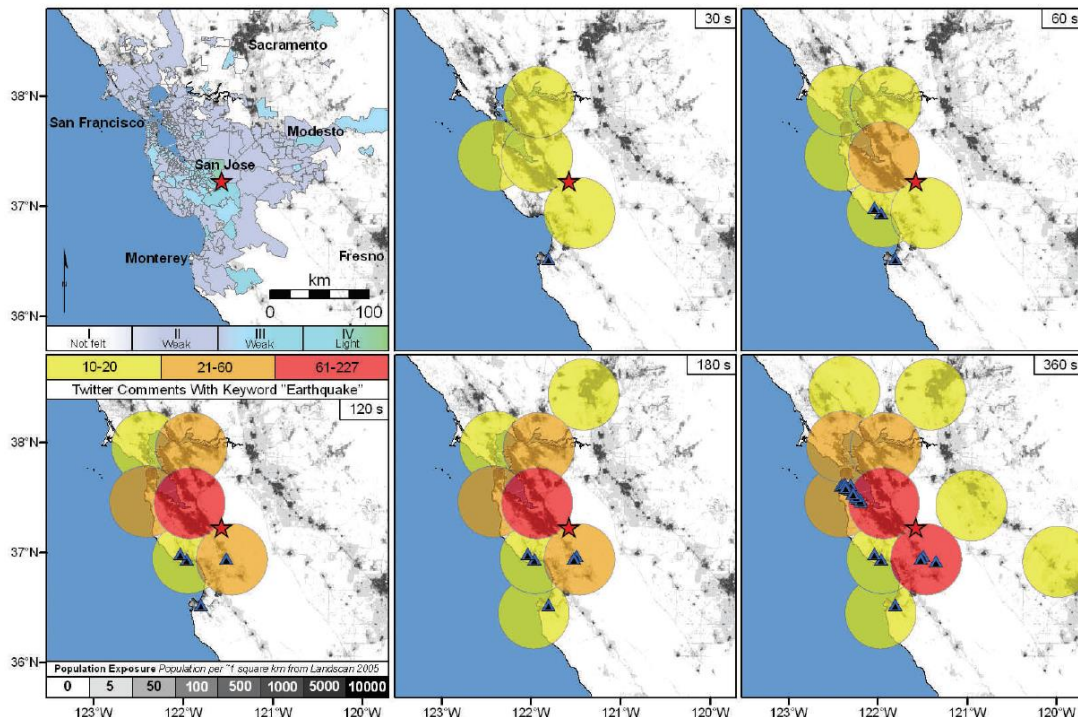 Sacramento
30 s
60 s
38°N
San Francisco
Modesto
San Jose
37°N
Monterey
Fresno
km
0 100
36°N
I II III IV
Not felt Weak Weak Light
10-20 21-60 61-227
Twitter Comments With Keyword "Earthquake"
120 s
180 s
360 s
38°N
37°N
36°N
Population Exposure Population per ~1 square km from Landscan 2005
0 5 50 100 500 1000 5000 10000
123°W 122°W 121°W 120°W
123°W 122°W 121°W 120°W
123°W 122°W 121°W 120°W